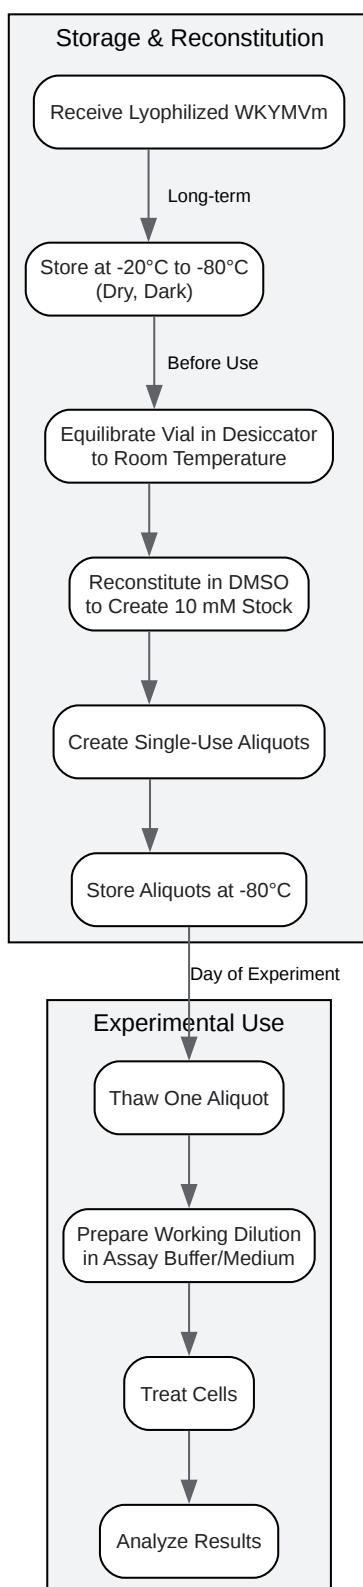 Storage & Reconstitution
Receive Lyophilized WKYMVm
Long-term
Store at -20°C to -80°C
(Dry, Dark)
Before Use
Equilibrate Vial in Desiccator
to Room Temperature
Reconstitute in DMSO
to Create 10 mM Stock
Create Single-Use Aliquots
Store Aliquots at -80°C
Day of Experiment
Experimental Use
Thaw One Aliquot
Prepare Working Dilution
in Assay Buffer/Medium
Treat Cells
Analyze Results